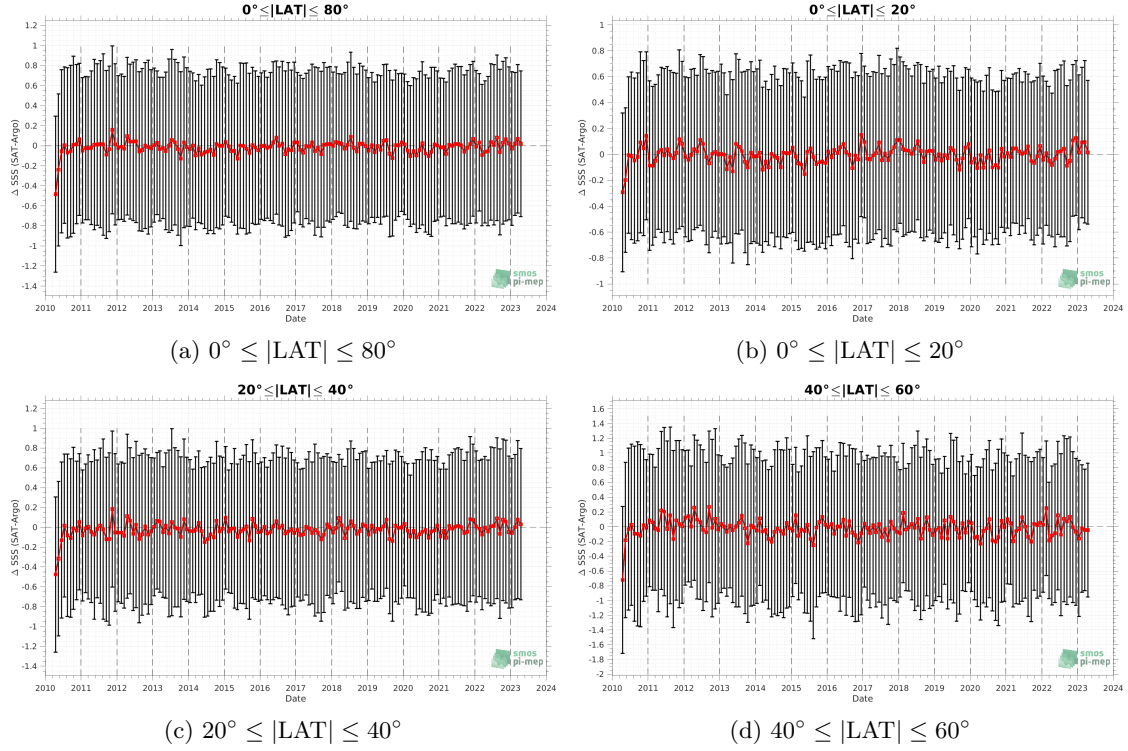 0°≤|LAT|≤ 80°
Δ SSS (SAT-Argo)
1.2
1
0.8
0.6
0.4
0.2
0
-0.2
-0.4
-0.6
-0.8
-1
-1.2
-1.4
2010 2011 2012 2013 2014 2015 2016 2017 2018 2019 2020 2021 2022 2023 2024
Date
smos
pi-mep
(a) 0° ≤ |LAT| ≤ 80°
0°≤|LAT|≤ 20°
Δ SSS (SAT-Argo)
1
0.8
0.6
0.4
0.2
0
-0.2
-0.4
-0.6
-0.8
-1
2010 2011 2012 2013 2014 2015 2016 2017 2018 2019 2020 2021 2022 2023 2024
Date
smos
pi-mep
(b) 0° ≤ |LAT| ≤ 20°
20°≤|LAT|≤ 40°
Δ SSS (SAT-Argo)
1.2
1
0.8
0.6
0.4
0.2
0
-0.2
-0.4
-0.6
-0.8
-1
-1.2
-1.4
2010 2011 2012 2013 2014 2015 2016 2017 2018 2019 2020 2021 2022 2023 2024
Date
smos
pi-mep
(c) 20° ≤ |LAT| ≤ 40°
40°≤|LAT|≤ 60°
Δ SSS (SAT-Argo)
1.6
1.4
1.2
1
0.8
0.6
0.4
0.2
0
-0.2
-0.4
-0.6
-0.8
-1
-1.2
-1.4
-1.6
-1.8
-2
2010 2011 2012 2013 2014 2015 2016 2017 2018 2019 2020 2021 2022 2023 2024
Date
smos
pi-mep
(d) 40° ≤ |LAT| ≤ 60°